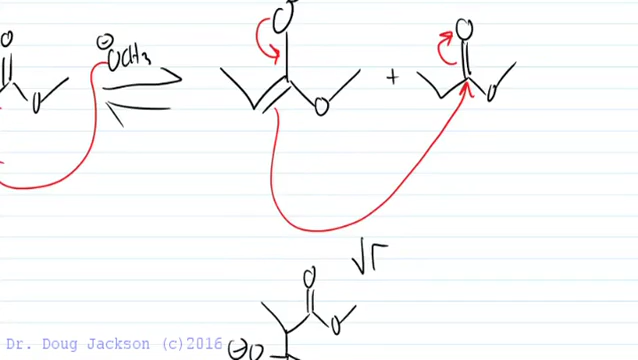 O ⊖OCH3 O O
O O + O
O
O
⊖O
Dr. Doug Jackson (c)2016